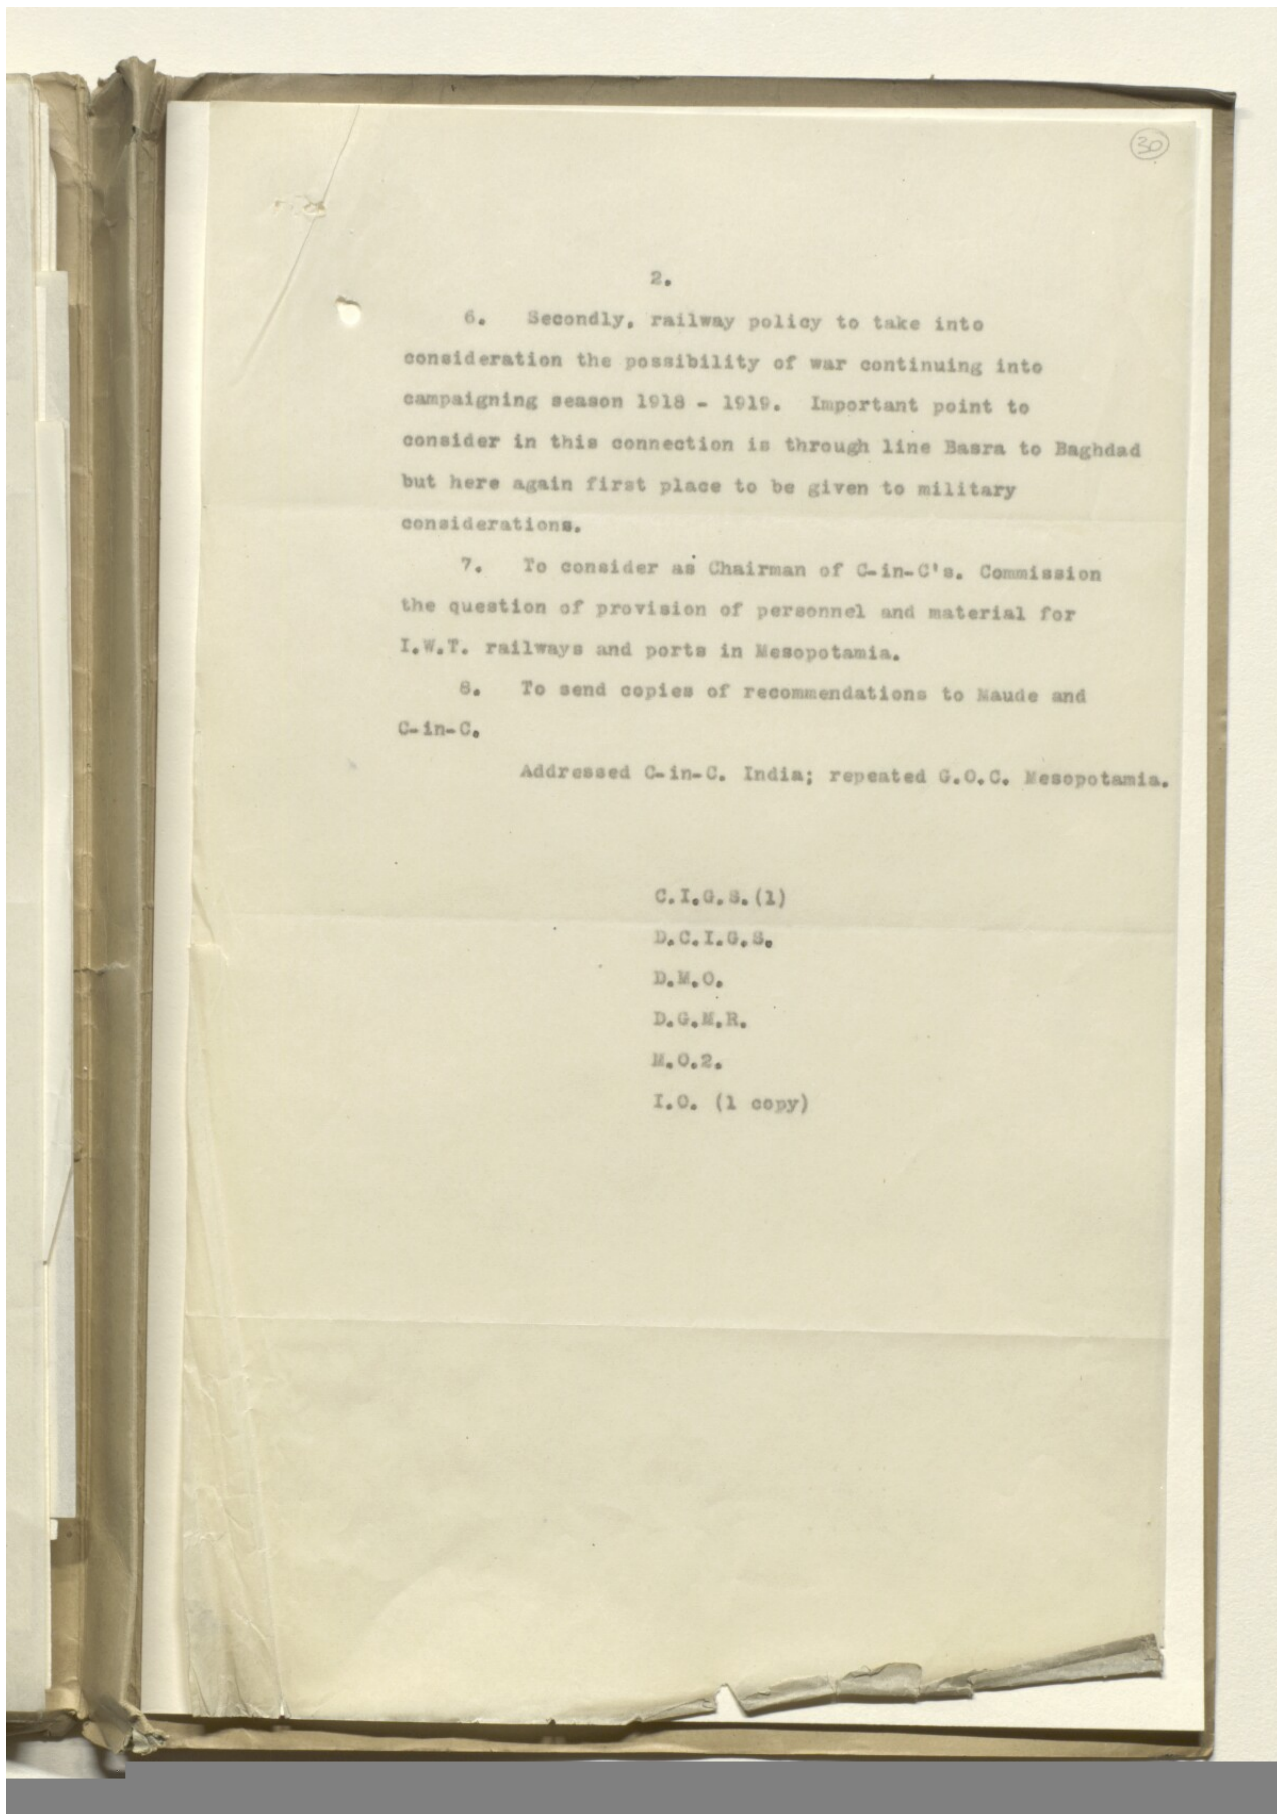 30
2.
6. Secondly, railway policy to take into
consideration the possibility of war continuing into
campaigning season 1918 - 1919. Important point to
consider in this connection is through line Basra to Baghdad
but here again first place to be given to military
considerations.
7. To consider as Chairman of C-in-C's. Commission
the question of provision of personnel and material for
I.W.T. railways and ports in Mesopotamia.
8. To send copies of recommendations to Maude and
C-in-C.
Addressed C-in-C. India; repeated G.O.C. Mesopotamia.
C.I.G.S.(1)
D.C.I.G.S.
D.M.O.
D.G.M.R.
M.O.2.
I.O. (1 copy)